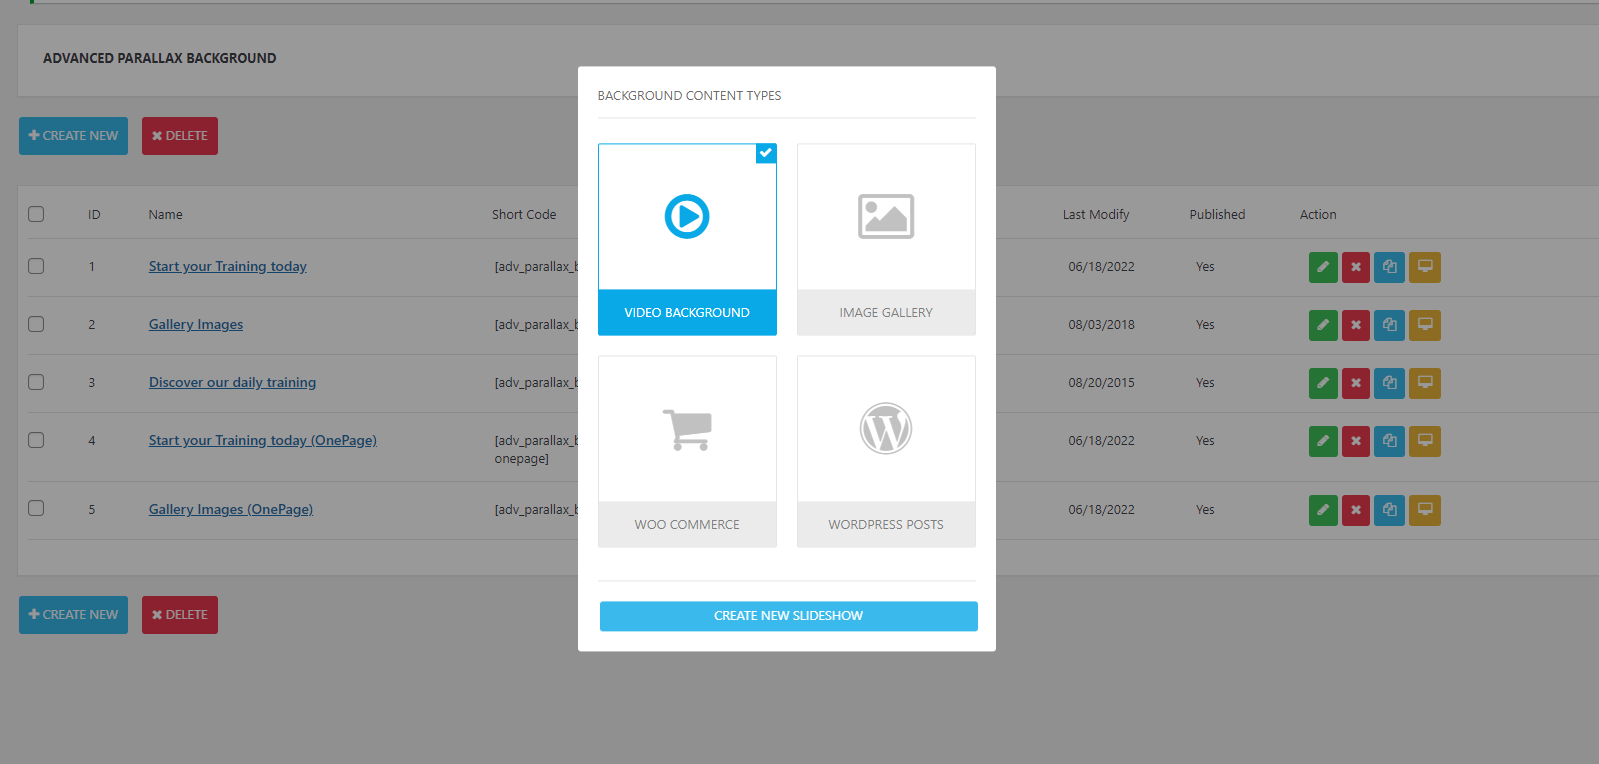 ADVANCED PARALLAX BACKGROUND
CREATE NEW DELETE
ID Name Short Code Last Modify Published Action
1 Start your Training today [adv_parallax_b 06/18/2022 Yes
2 Gallery Images [adv_parallax_b 08/03/2018 Yes
3 Discover our daily training [adv_parallax_b 08/20/2015 Yes
4 Start your Training today (OnePage) [adv_parallax_b 06/18/2022 Yes
onepage]
5 Gallery Images (OnePage) [adv_parallax_b 06/18/2022 Yes
CREATE NEW DELETE
BACKGROUND CONTENT TYPES
VIDEO BACKGROUND IMAGE GALLERY
WOO COMMERCE WORDPRESS POSTS
CREATE NEW SLIDESHOW